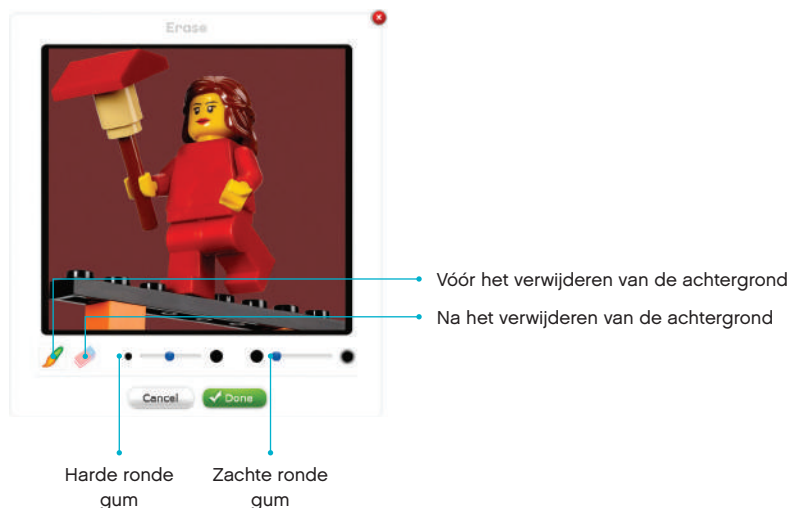 Erase
Vóór het verwijderen van de achtergrond
Na het verwijderen van de achtergrond
Cancel
Done
Harde ronde
gum
Zachte ronde
gum